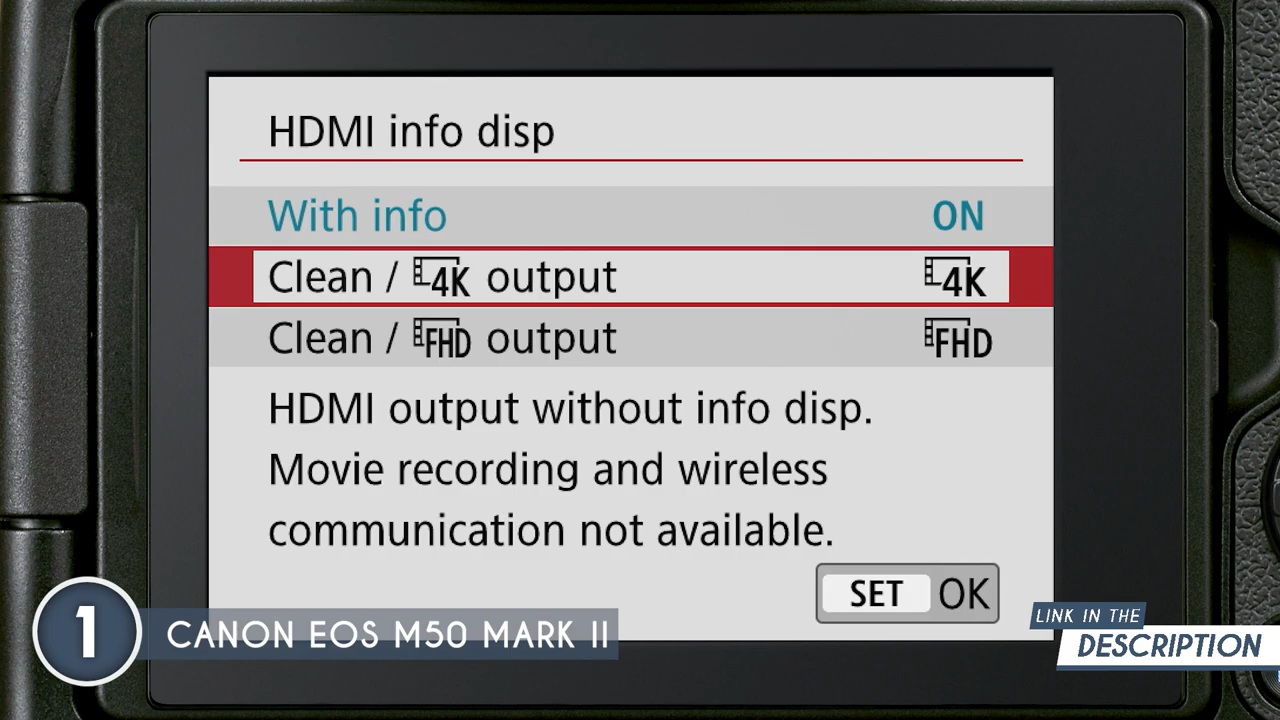 HDMI info disp
With info ON
Clean / 4K output 4K
Clean / FHD output FHD
HDMI output without info disp.
Movie recording and wireless
communication not available.
SET OK
1 CANON EOS M50 MARK II
LINK IN THE
DESCRIPTION